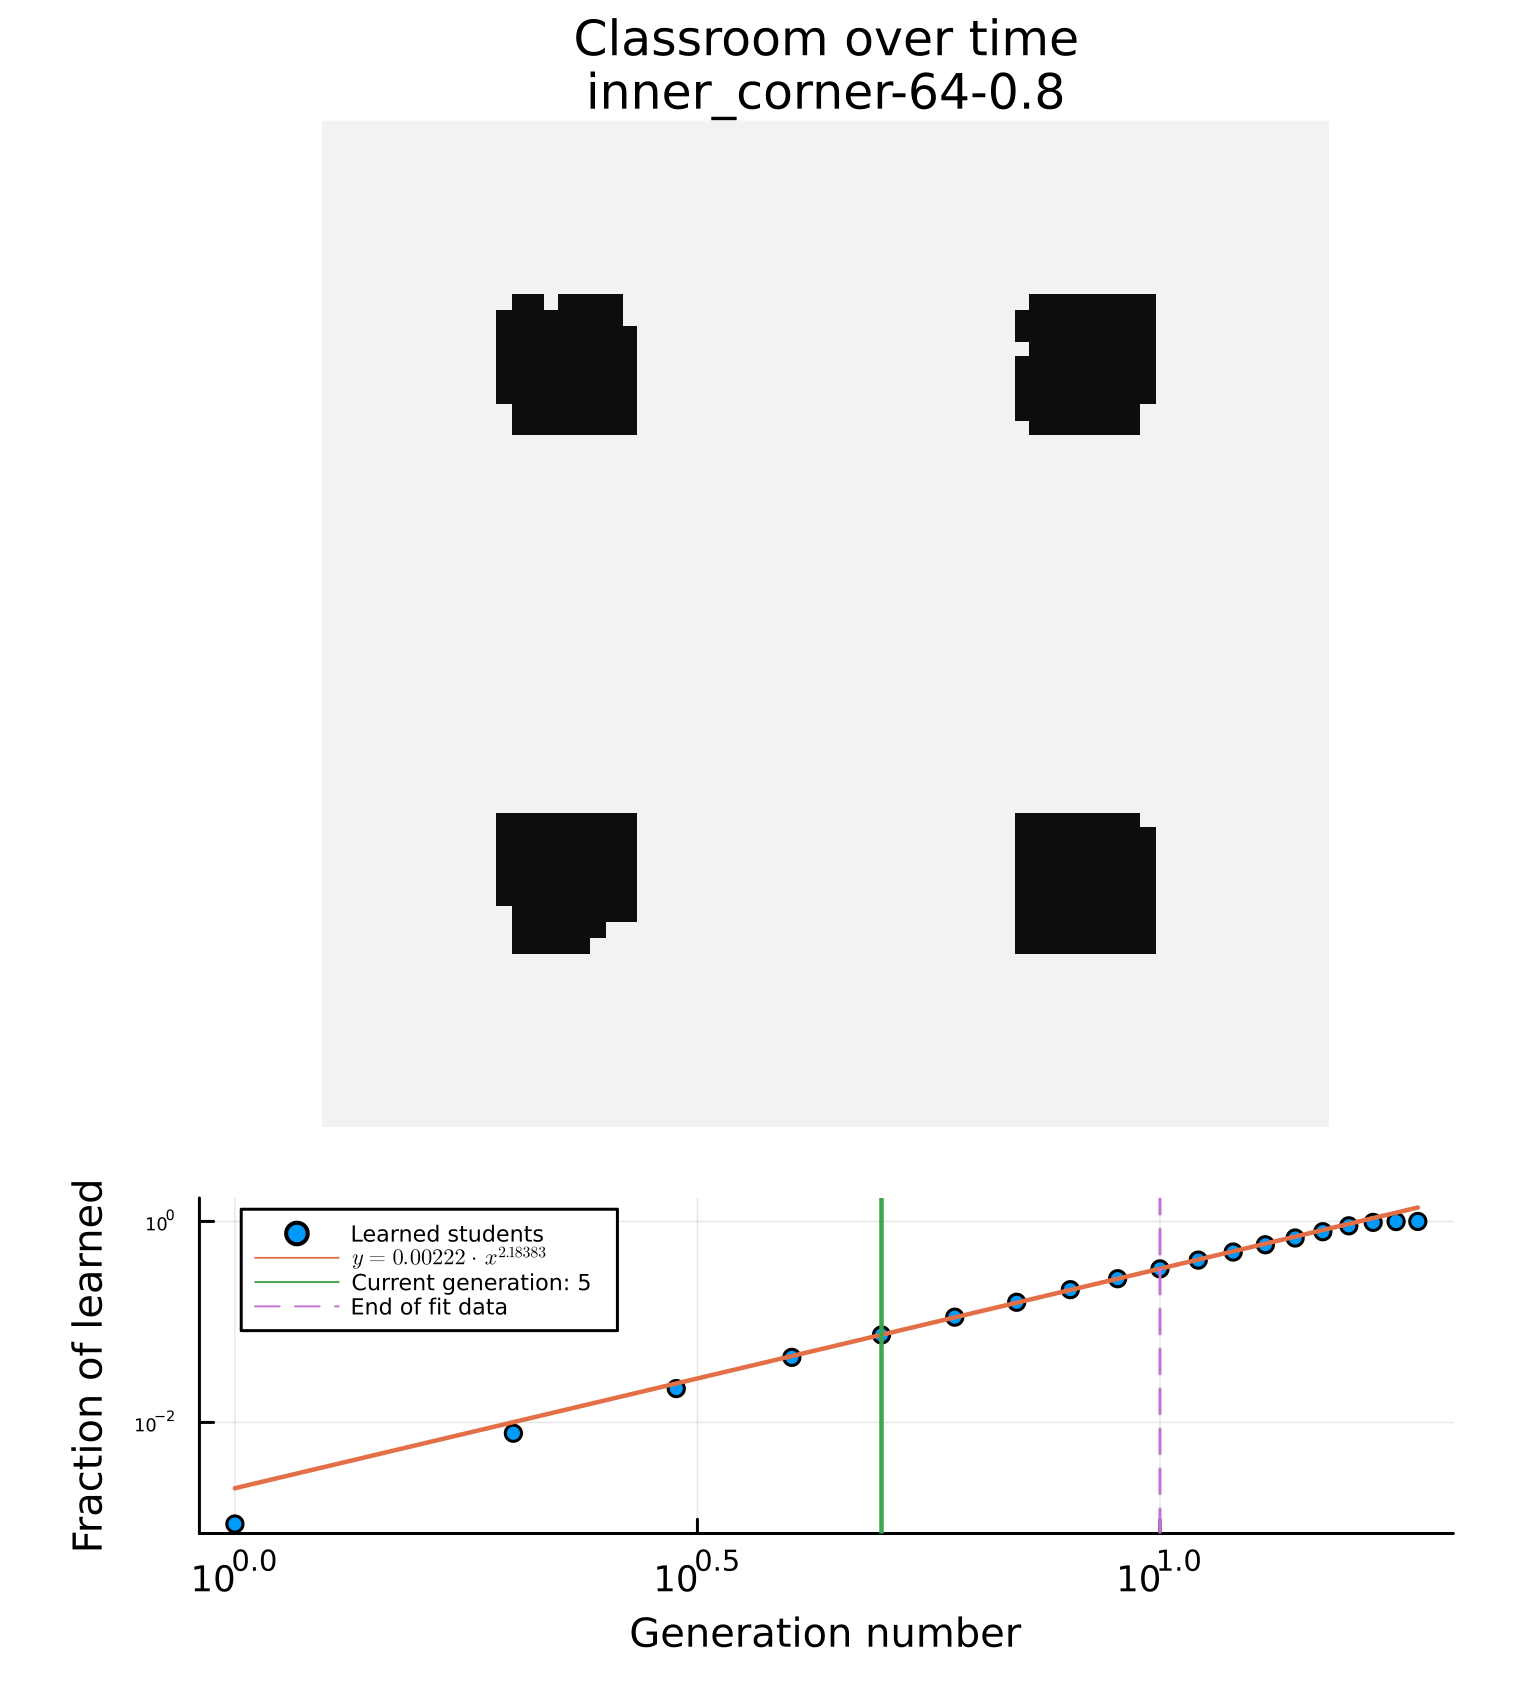 Classroom over time
inner_corner-64-0.8
Fraction of learned
10^0
10^−2
Learned students
y = 0.00222 · x^2.18383
Current generation: 5
End of fit data
10^0.0 10^0.5 10^1.0
Generation number